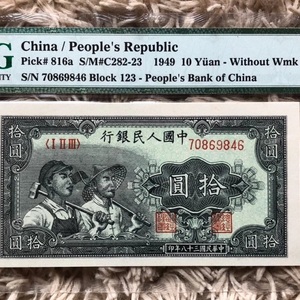 G
China / People's Republic
Pick# 816a S/M#C282-23 1949 10 Yüan - Without Wmk
S/N 70869846 Block 123 - People's Bank of China
行銀民人國中
〈I II III〉 70869846
拾 拾
圓 圓
拾圓
印年八十三國民華中